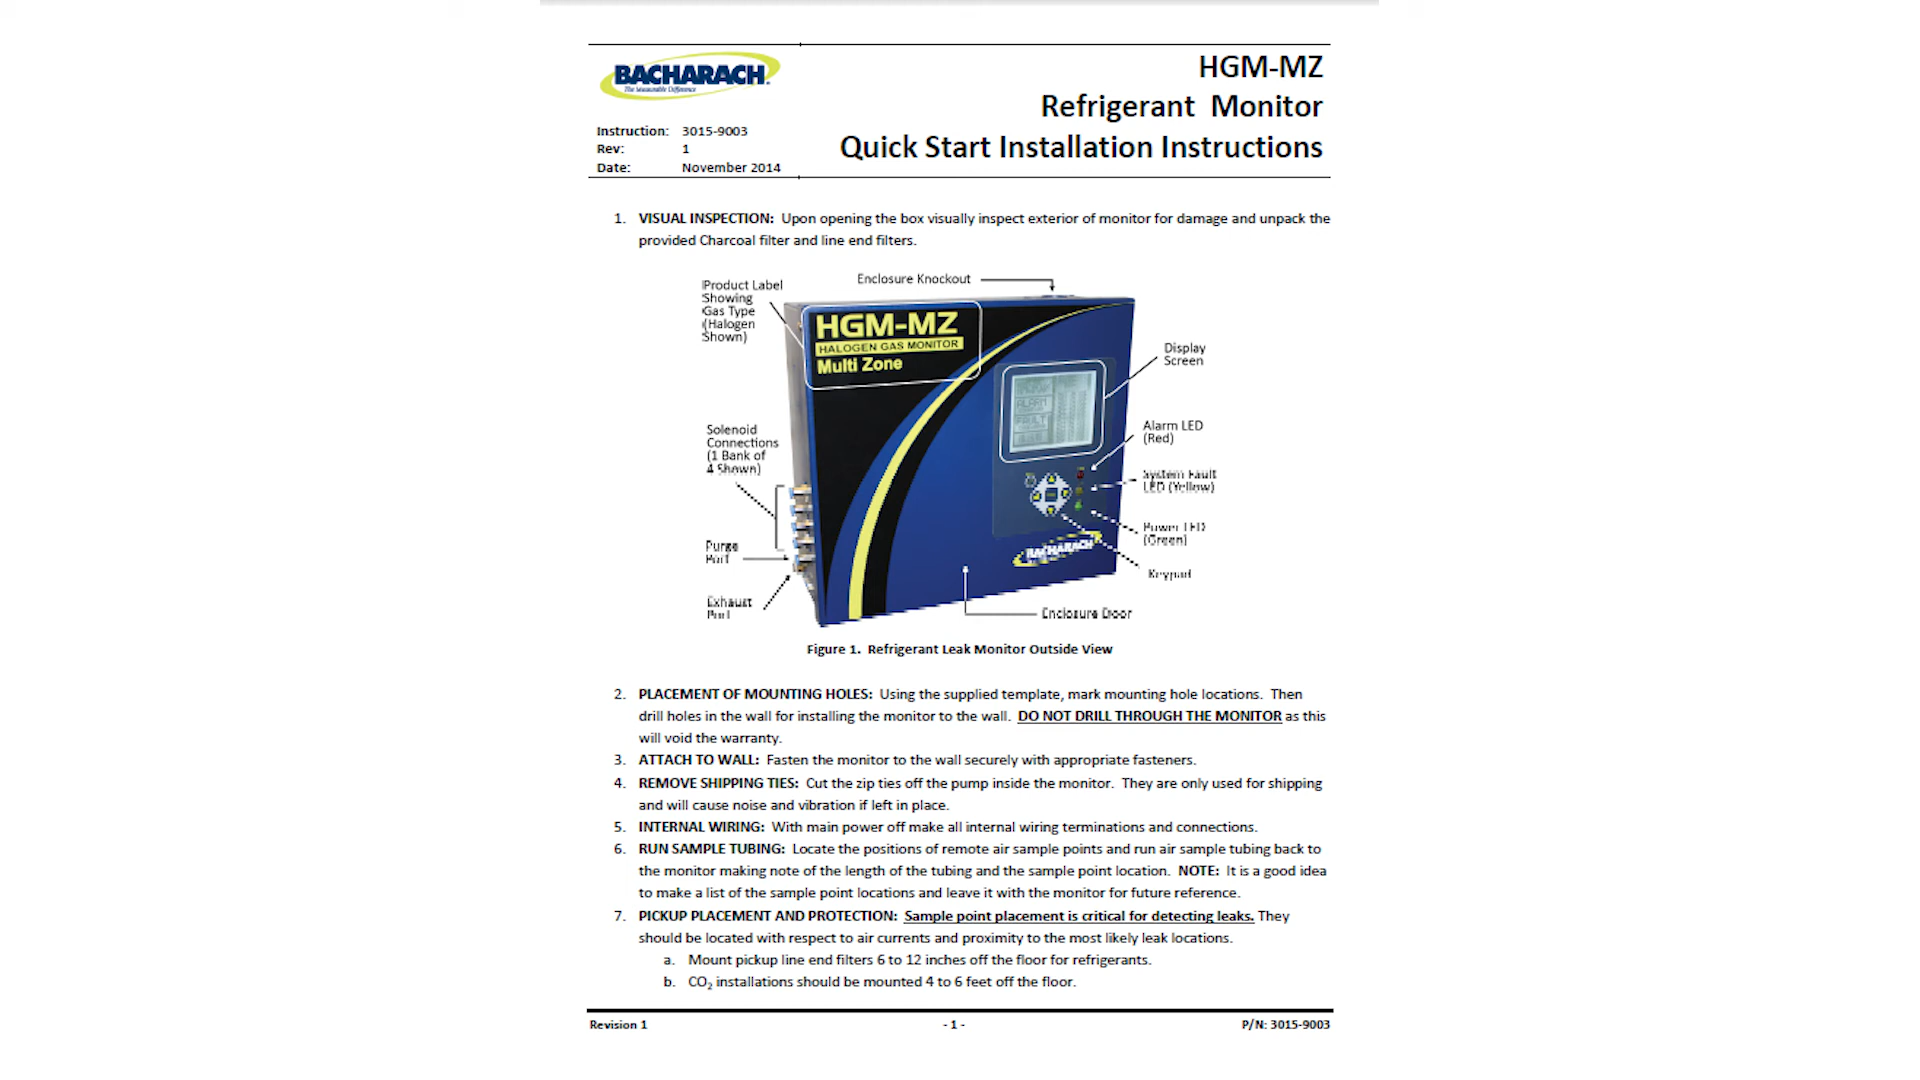 BACHARACH
The Measurable Difference
HGM-MZ
Refrigerant Monitor
Quick Start Installation Instructions
Instruction: 3015-9003
Rev: 1
Date: November 2014
1. VISUAL INSPECTION: Upon opening the box visually inspect exterior of monitor for damage and unpack the
provided Charcoal filter and line end filters.
Product Label
Showing
Gas Type
(Halogen
Shown)
Enclosure Knockout
HGM-MZ
HALOGEN GAS MONITOR
Multi Zone
Display
Screen
ALARM
FAULT
Alarm LED
(Red)
Solenoid
Connections
(1 Bank of
4 Shown)
System Fault
LED (Yellow)
Power LED
(Green)
Purge
Port
BACHARACH
Keypad
Exhaust
Port
Enclosure Door
Figure 1. Refrigerant Leak Monitor Outside View
2. PLACEMENT OF MOUNTING HOLES: Using the supplied template, mark mounting hole locations. Then
drill holes in the wall for installing the monitor to the wall. DO NOT DRILL THROUGH THE MONITOR as this
will void the warranty.
3. ATTACH TO WALL: Fasten the monitor to the wall securely with appropriate fasteners.
4. REMOVE SHIPPING TIES: Cut the zip ties off the pump inside the monitor. They are only used for shipping
and will cause noise and vibration if left in place.
5. INTERNAL WIRING: With main power off make all internal wiring terminations and connections.
6. RUN SAMPLE TUBING: Locate the positions of remote air sample points and run air sample tubing back to
the monitor making note of the length of the tubing and the sample point location. NOTE: It is a good idea
to make a list of the sample point locations and leave it with the monitor for future reference.
7. PICKUP PLACEMENT AND PROTECTION: Sample point placement is critical for detecting leaks. They
should be located with respect to air currents and proximity to the most likely leak locations.
a. Mount pickup line end filters 6 to 12 inches off the floor for refrigerants.
b. CO₂ installations should be mounted 4 to 6 feet off the floor.
Revision 1
- 1 -
P/N: 3015-9003